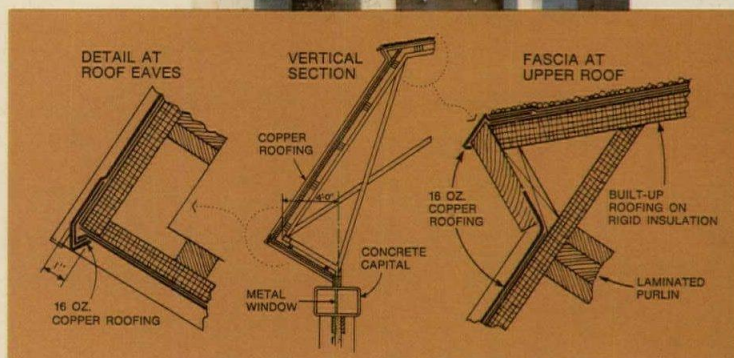 DETAIL AT
ROOF EAVES
1"
16 OZ.
COPPER ROOFING
VERTICAL
SECTION
COPPER
ROOFING
4'0"
CONCRETE
CAPITAL
METAL
WINDOW
FASCIA AT
UPPER ROOF
16 OZ.
COPPER
ROOFING
BUILT-UP
ROOFING ON
RIGID INSULATION
LAMINATED
PURLIN